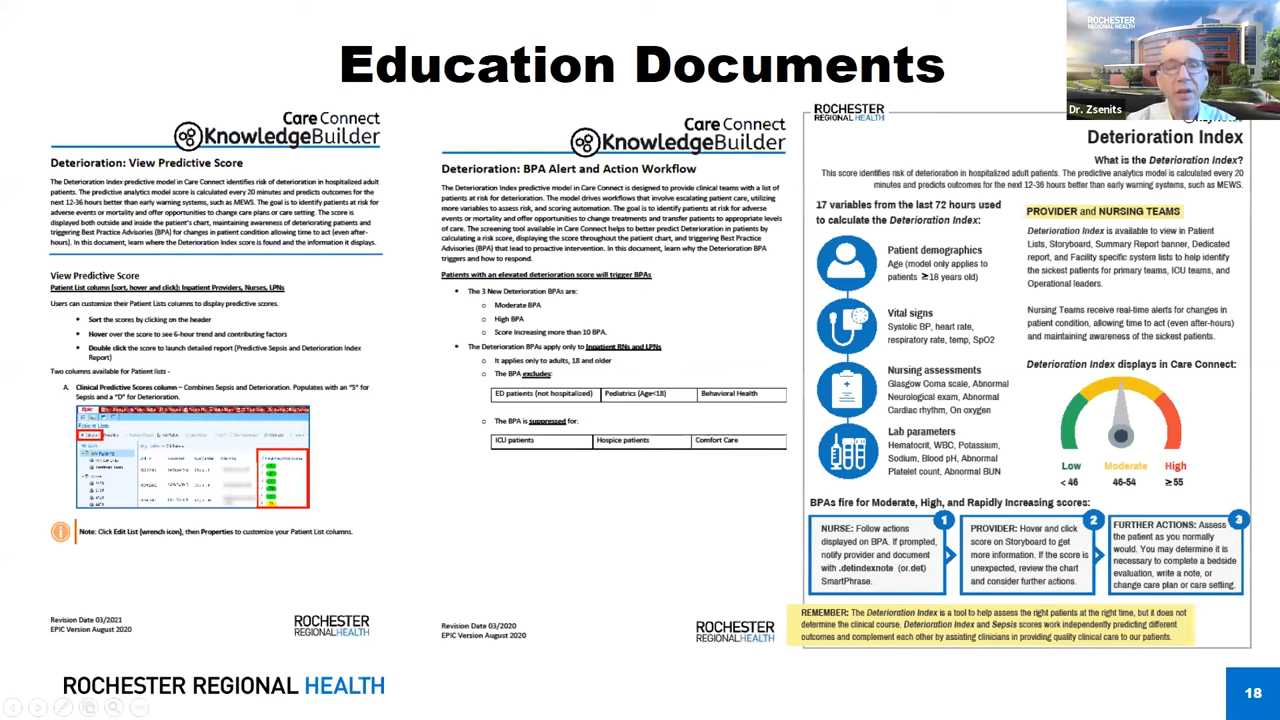 Education Documents
ROCHESTER
REGIONAL HEALTH
Dr. Zsenits
Care Connect
KnowledgeBuilder
Deterioration: View Predictive Score
The Deterioration Index predictive model in Care Connect identifies risk of deterioration in hospitalized adult
patients. The predictive analytics model score is calculated every 20 minutes and predicts outcomes for the
next 12-36 hours better than early warning systems, such as MEWS. The goal is to identify patients at risk for
adverse events or mortality and offer opportunities to change care plans or care setting. The score is
displayed both outside and inside the patient's chart, maintaining awareness of deteriorating patients and
triggering Best Practice Advisories (BPA) for changes in patient condition allowing time to act (even after-
hours). In this document, learn where the Deterioration Index score is found and the information it displays.
View Predictive Score
Patient List column (sort, hover and click): Inpatient Providers, Nurses, LPNs
Users can customize their Patient Lists columns to display predictive scores.
• Sort the scores by clicking on the header
• Hover over the score to see 6-hour trend and contributing factors
• Double click the score to launch detailed report (Predictive Sepsis and Deterioration Index
Report)
Two columns available for Patient lists -
A. Clinical Predictive Scores column – Combines Sepsis and Deterioration. Populates with an "S" for
Sepsis and a "D" for Deterioration.
Epic
Patient Lists
Note: Click Edit List (wrench icon), then Properties to customize your Patient List columns.
Revision Date 03/2021
EPIC Version August 2020
ROCHESTER
REGIONAL HEALTH
Care Connect
KnowledgeBuilder
Deterioration: BPA Alert and Action Workflow
The Deterioration Index predictive model in Care Connect is designed to provide clinical teams with a list of
patients at risk for deterioration. The model drives workflows that involve escalating patient care, utilizing
more variables to assess risk, and scoring automation. The goal is to identify patients at risk for adverse
events or mortality and offer opportunities to change treatments and transfer patients to appropriate levels
of care. The screening tool available in Care Connect helps to better predict Deterioration in patients by
calculating a risk score, displaying the score throughout the patient chart, and triggering Best Practice
Advisories (BPA) that lead to proactive intervention. In this document, learn why the Deterioration BPA
triggers and how to respond.
Patients with an elevated deterioration score will trigger BPAs
• The 3 New Deterioration BPAs are:
o Moderate BPA
o High BPA
o Score Increasing more than 10 BPA.
• The Deterioration BPAs apply only to Inpatient RNs and LPNs
o It applies only to adults, 18 and older
o The BPA excludes:
ED patients (not hospitalized) Pediatrics (Age<18) Behavioral Health
o The BPA is suppressed for:
ICU patients Hospice patients Comfort Care
Revision Date 03/2020
EPIC Version August 2020
ROCHESTER
REGIONAL HEALTH
ROCHESTER
REGIONAL HEALTH
Deterioration Index
What is the Deterioration Index?
This score identifies risk of deterioration in hospitalized adult patients. The predictive analytics model score is calculated every 20
minutes and predicts outcomes for the next 12-36 hours better than early warning systems, such as MEWS.
17 variables from the last 72 hours used
to calculate the Deterioration Index:
Patient demographics
Age (model only applies to
patients ≥18 years old)
Vital signs
Systolic BP, heart rate,
respiratory rate, temp, SpO2
Nursing assessments
Glasgow Coma scale, Abnormal
Neurological exam, Abnormal
Cardiac rhythm, On oxygen
Lab parameters
Hematocrit, WBC, Potassium,
Sodium, Blood pH, Abnormal
Platelet count, Abnormal BUN
PROVIDER and NURSING TEAMS
Deterioration Index is available to view in Patient
Lists, Storyboard, Summary Report banner, Dedicated
report, and Facility specific system lists to help identify
the sickest patients for primary teams, ICU teams, and
Operational leaders.
Nursing Teams receive real-time alerts for changes in
patient condition, allowing time to act (even after-hours)
and maintaining awareness of the sickest patients.
Deterioration Index displays in Care Connect:
Low Moderate High
< 46 46-54 ≥55
BPAs fire for Moderate, High, and Rapidly Increasing scores:
1
NURSE: Follow actions
displayed on BPA. If prompted,
notify provider and document
with .detindexnote (or.det)
SmartPhrase.
2
PROVIDER: Hover and click
score on Storyboard to get
more information. If the score is
unexpected, review the chart
and consider further actions.
3
FURTHER ACTIONS: Assess
the patient as you normally
would. You may determine it is
necessary to complete a bedside
evaluation, write a note, or
change care plan or care setting.
REMEMBER: The Deterioration Index is a tool to help assess the right patients at the right time, but it does not
determine the clinical course. Deterioration Index and Sepsis scores work independently predicting different
outcomes and complement each other by assisting clinicians in providing quality clinical care to our patients.
ROCHESTER REGIONAL HEALTH
18